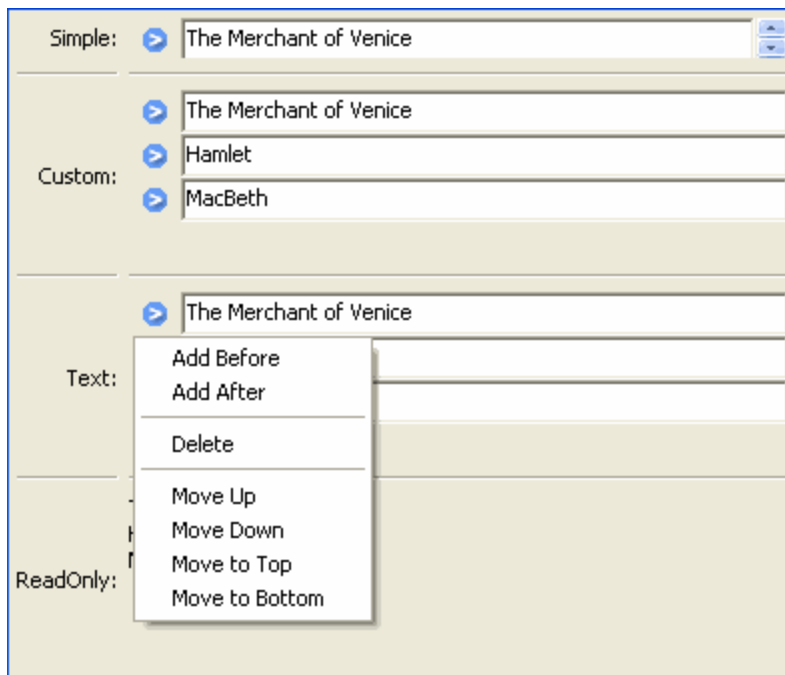 Simple: The Merchant of Venice
The Merchant of Venice
Hamlet
Custom:
MacBeth
The Merchant of Venice
Add Before
Text:
Add After
Delete
Move Up
Move Down
Move to Top
ReadOnly:
Move to Bottom